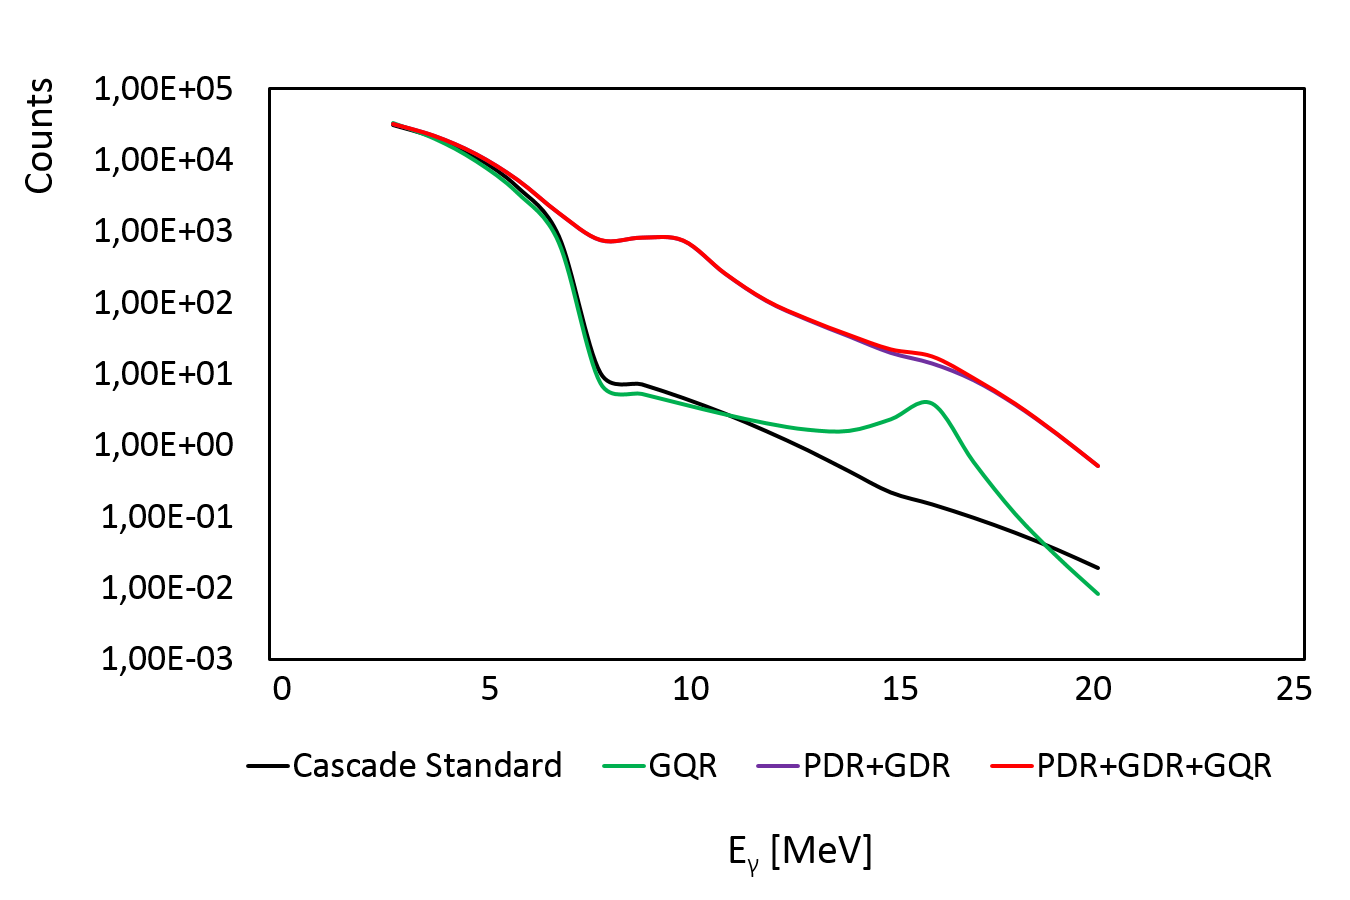 Counts
1,00E+05
1,00E+04
1,00E+03
1,00E+02
1,00E+01
1,00E+00
1,00E-01
1,00E-02
1,00E-03
0 5 10 15 20 25
Cascade Standard GQR PDR+GDR PDR+GDR+GQR
Eγ [MeV]